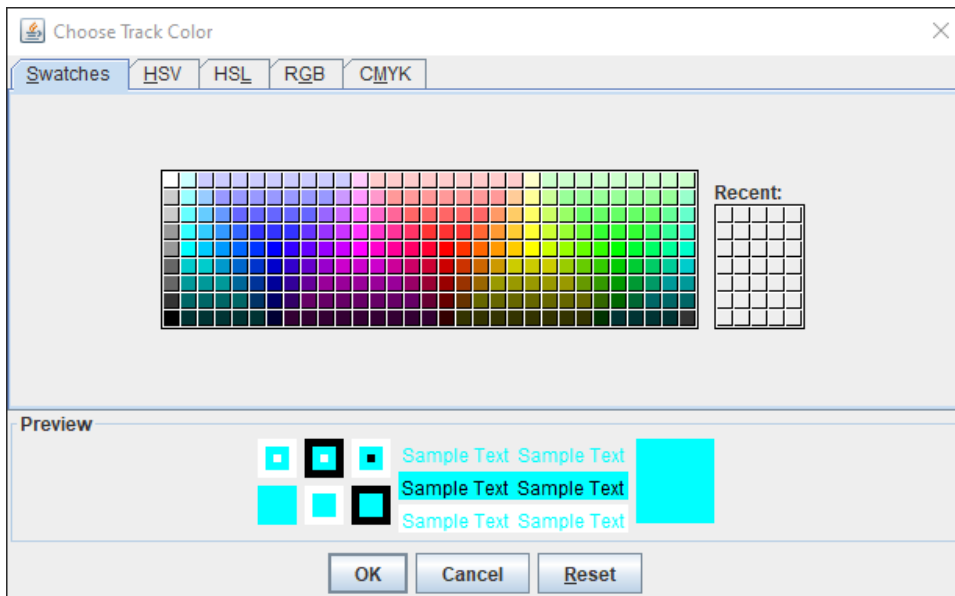 Choose Track Color
Swatches HSV HSL RGB CMYK
Recent:
Preview
Sample Text Sample Text
Sample Text Sample Text
Sample Text Sample Text
OK Cancel Reset